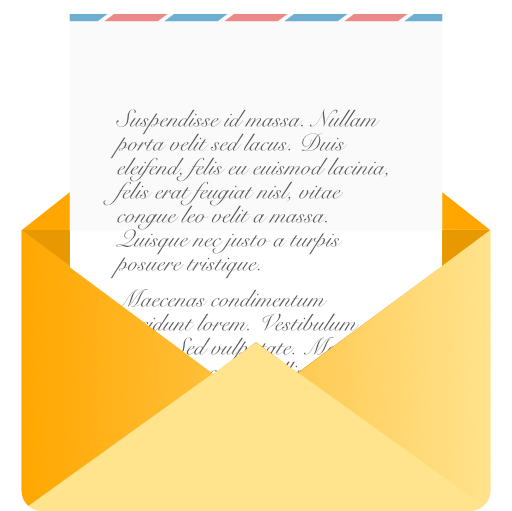 Suspendisse id massa. Nullam
porta velit sed lacus. Duis
eleifend, felis eu euismod lacinia,
felis erat feugiat nisl, vitae
congue leo velit a massa.
Quisque nec justo a turpis
posuere tristique.
Maecenas condimentum
lorem. Vestibulum
Sed